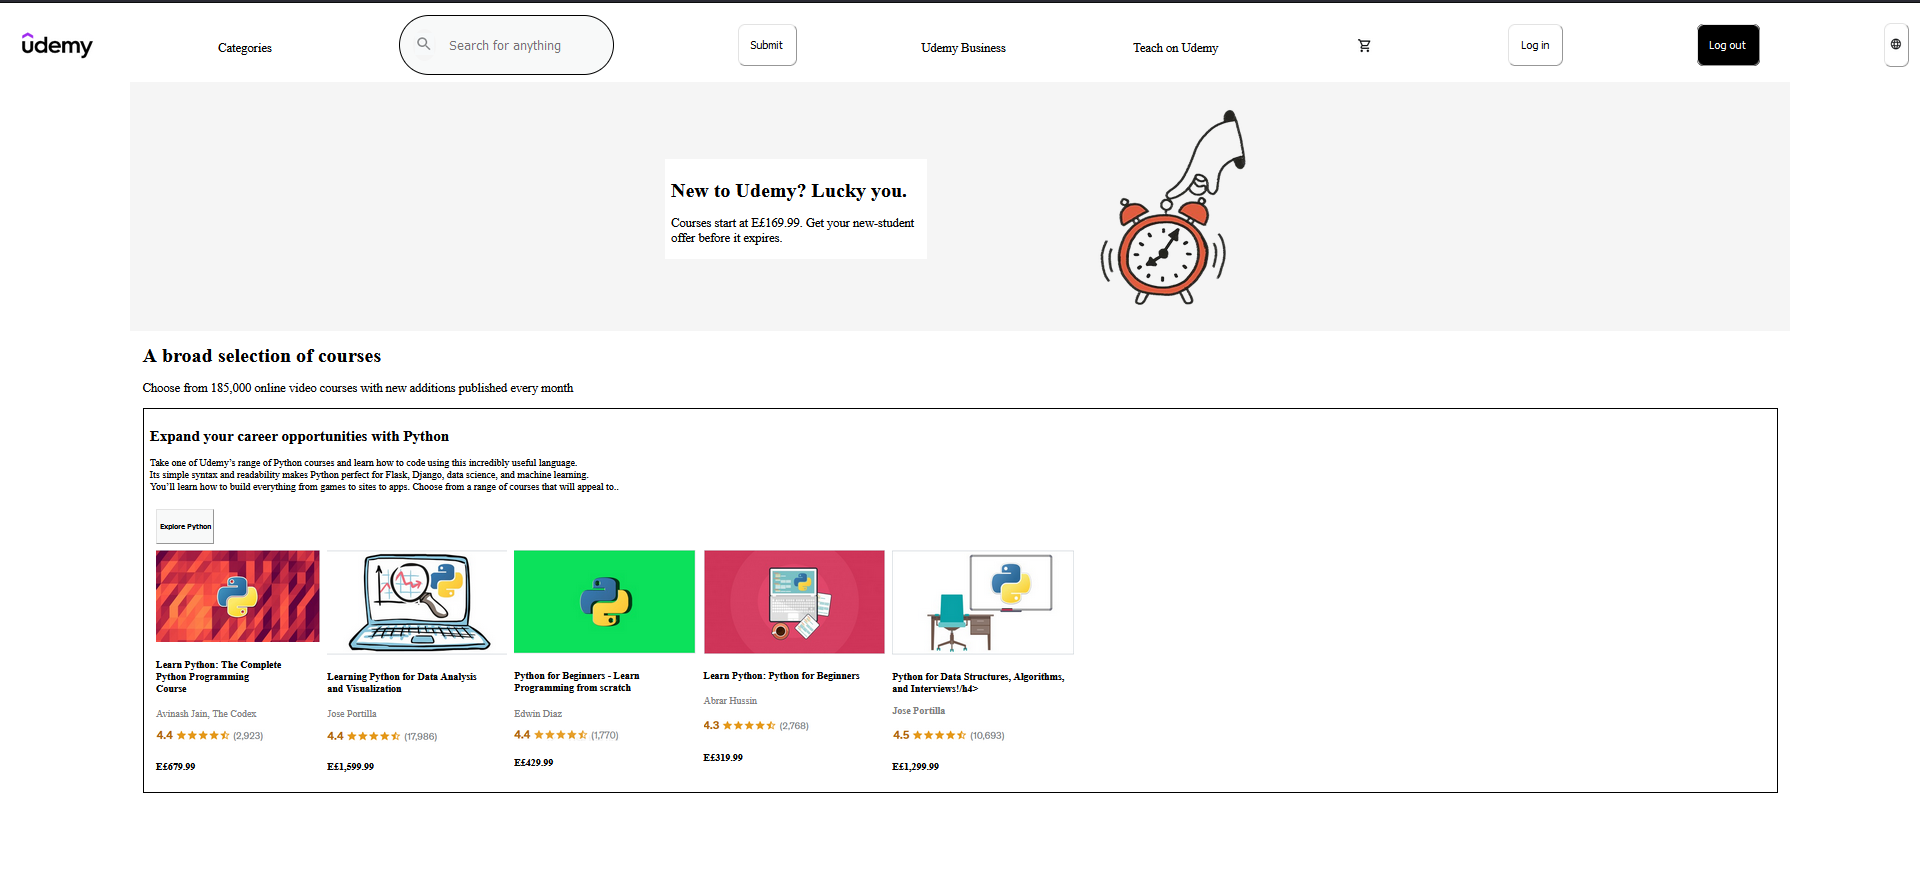 udemy
Categories
Search for anything
Submit
Udemy Business
Teach on Udemy
Log in
Log out
New to Udemy? Lucky you.
Courses start at E£169.99. Get your new-student
offer before it expires.
A broad selection of courses
Choose from 185,000 online video courses with new additions published every month
Expand your career opportunities with Python
Take one of Udemy’s range of Python courses and learn how to code using this incredibly useful language.
Its simple syntax and readability makes Python perfect for Flask, Django, data science, and machine learning.
You’ll learn how to build everything from games to sites to apps. Choose from a range of courses that will appeal to..
Explore Python
Learn Python: The Complete
Python Programming
Course
Avinash Jain, The Codex
4.4 (2,923)
E£679.99
Learning Python for Data Analysis
and Visualization
Jose Portilla
4.4 (17,986)
E£1,599.99
Python for Beginners - Learn
Programming from scratch
Edwin Diaz
4.4 (1,770)
E£429.99
Learn Python: Python for Beginners
Abrar Hussin
4.3 (2,768)
E£319.99
Python for Data Structures, Algorithms,
and Interviews!/h4>
Jose Portilla
4.5 (10,693)
E£1,299.99